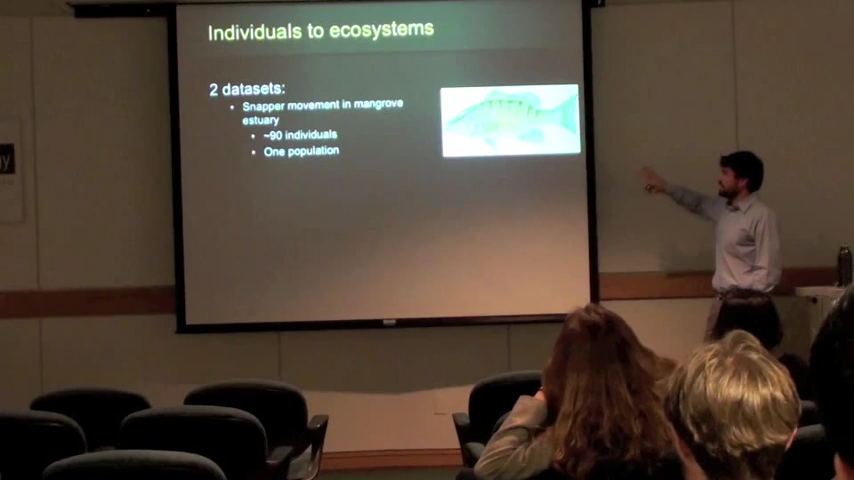 Individuals to ecosystems
2 datasets:
• Snapper movement in mangrove
estuary
• ~90 individuals
• One population